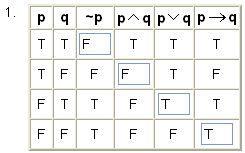 1.
p q ~p p∧q p∨q p→q
T T F T T T
T F F F T F
F T T F T T
F F T F F T